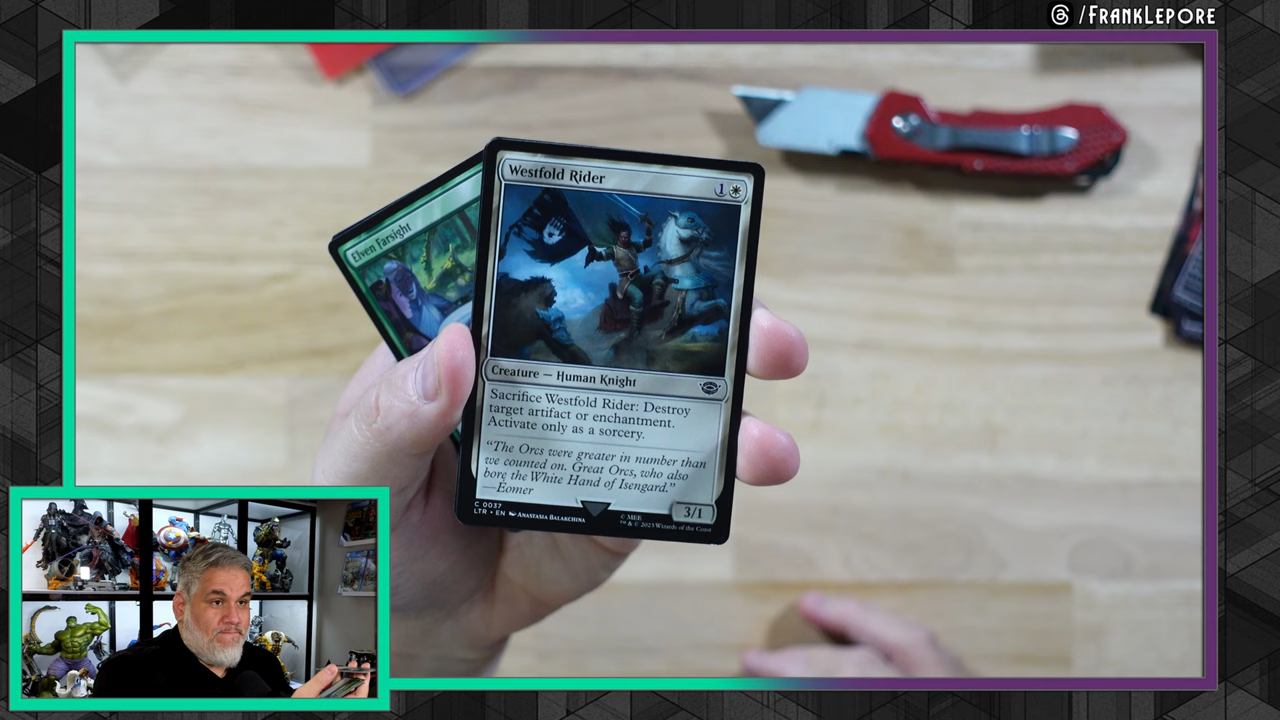 /FrankLepore
Westfold Rider
1
Elven Farsight
Creature — Human Knight
Sacrifice Westfold Rider: Destroy
target artifact or enchantment.
Activate only as a sorcery.
"The Orcs were greater in number than
we counted on. Great Orcs, who also
bore the White Hand of Isengard."
—Éomer
3/1
C 0037
LTR • EN Anastasia Balakchina
© MEE
™ & © 2023 Wizards of the Coast